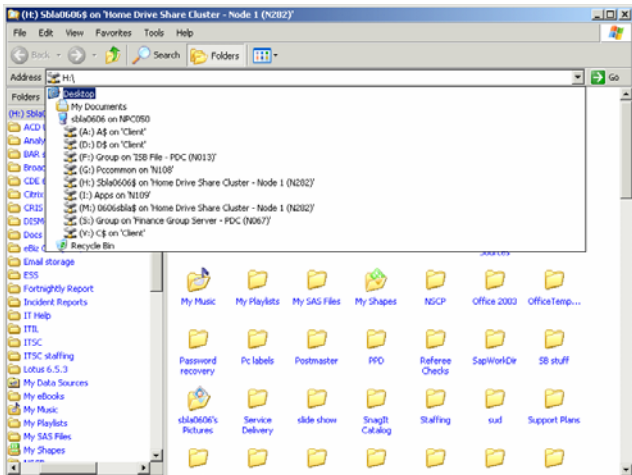 (H:) Sbla0606$ on 'Home Drive Share Cluster - Node 1 (N282)'
File Edit View Favorites Tools Help
Back Search Folders
Address H:\ Go
Folders
Desktop
My Documents
sbla0606 on NPC050
(A:) A$ on 'Client'
(D:) D$ on 'Client'
(F:) Group on 'ISB File - PDC (N013)'
(G:) Pccommon on 'N108'
(H:) Sbla0606$ on 'Home Drive Share Cluster - Node 1 (N282)'
(I:) Apps on 'N109'
(M:) 0606sbla$ on 'Home Drive Share Cluster - Node 1 (N282)'
(S:) Group on 'Finance Group Server - PDC (N067)'
(V:) C$ on 'Client'
Recycle Bin
(H:)
ACD
BAR
CDE
Citrix
CRIS
Docs
eBiz
Email storage
ESS
Fortnightly Report
Incident Reports
IT Help
ITIL
ITSC
ITSC staffing
Lotus 6.5.3
My Data Sources
My eBooks
My Music
My Playlists
My SAS Files
My Shapes
Sources
My Music My Playlists My SAS Files My Shapes NSCP Office 2003 OfficeTemp...
Password recovery Pc labels Postmaster PPD Referee Checks SapWorkDir SB stuff
sbla0606's Pictures Service Delivery slide show SnagIt Catalog Staffing sud Support Plans